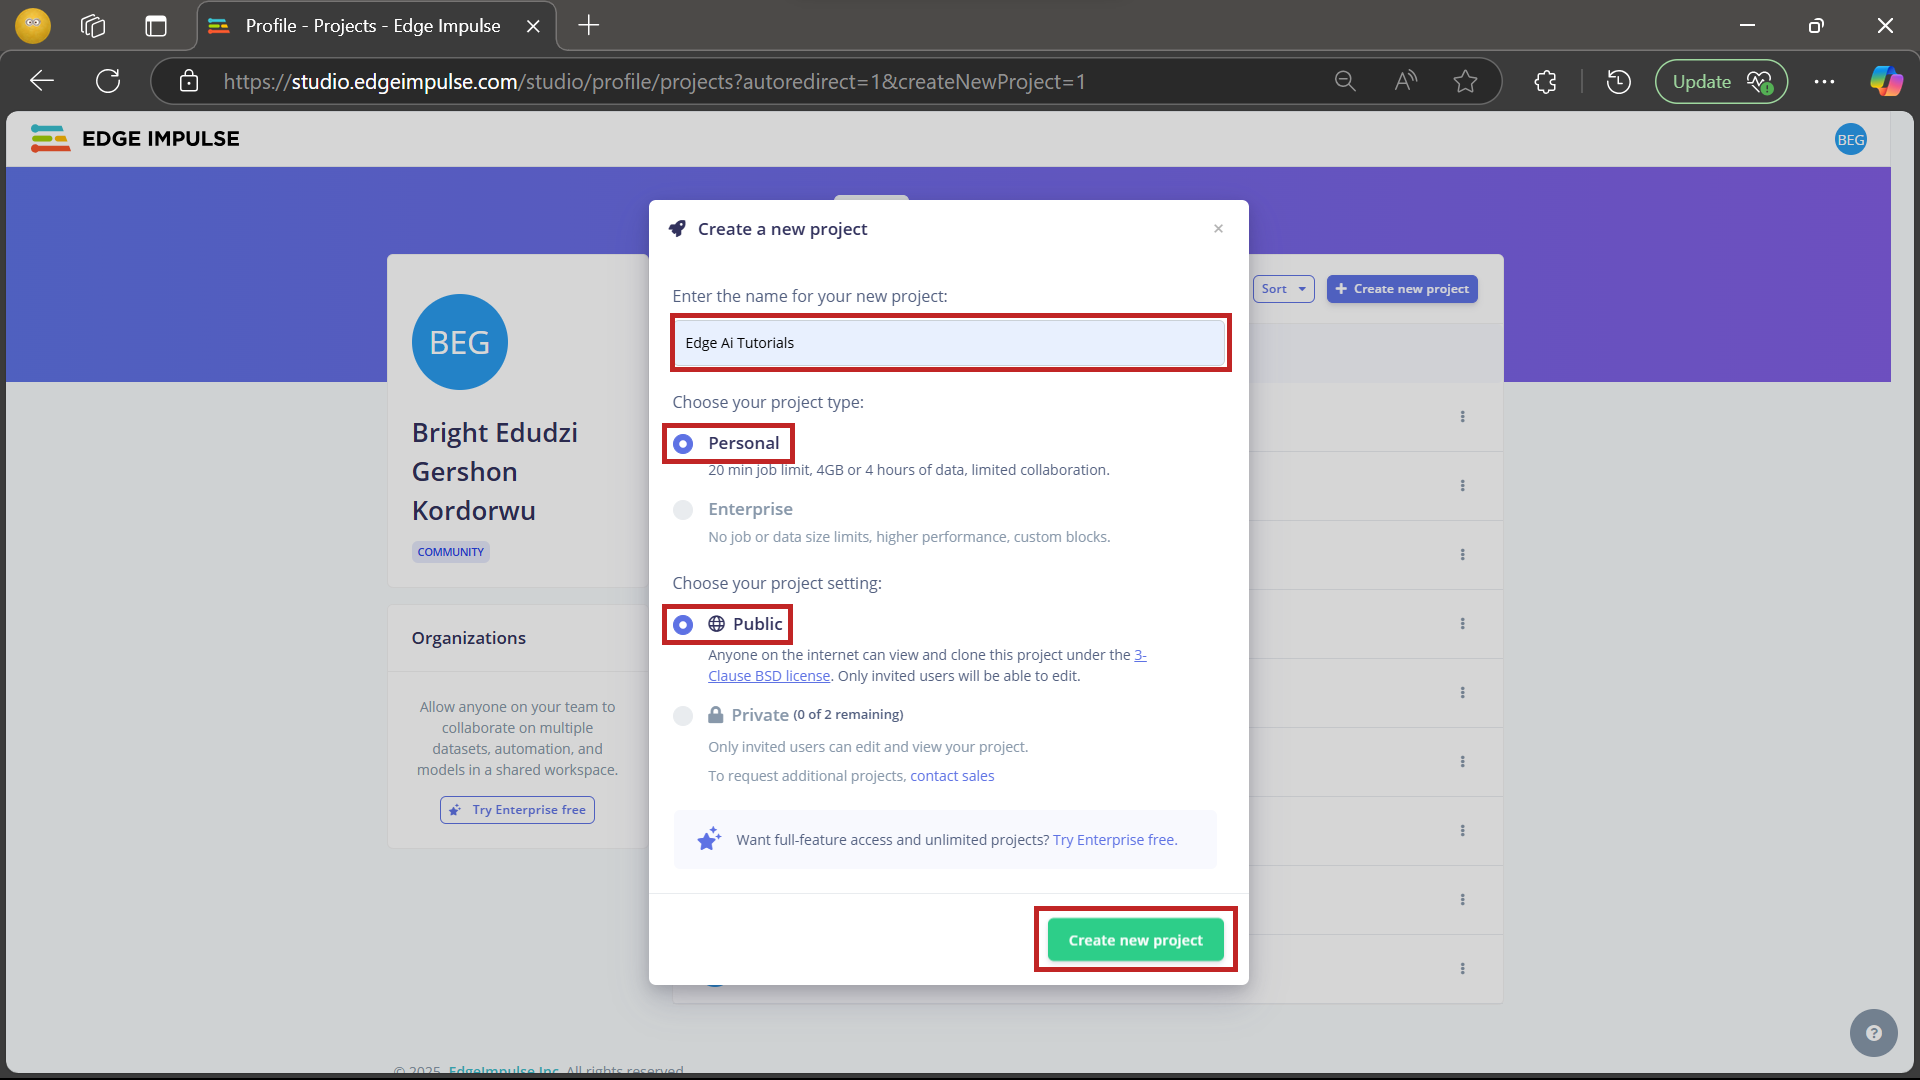 Profile - Projects - Edge Impulse
https://studio.edgeimpulse.com/studio/profile/projects?autoredirect=1&createNewProject=1
Update
EDGE IMPULSE
BEG
BEG
Bright Edudzi
Gershon
Kordorwu
COMMUNITY
Organizations
Allow anyone on your team to
collaborate on multiple
datasets, automation, and
models in a shared workspace.
Try Enterprise free
Sort
+ Create new project
Create a new project
×
Enter the name for your new project:
Edge Ai Tutorials
Choose your project type:
Personal
20 min job limit, 4GB or 4 hours of data, limited collaboration.
Enterprise
No job or data size limits, higher performance, custom blocks.
Choose your project setting:
Public
Anyone on the internet can view and clone this project under the 3-
Clause BSD license. Only invited users will be able to edit.
Private (0 of 2 remaining)
Only invited users can edit and view your project.
To request additional projects, contact sales
Want full-feature access and unlimited projects? Try Enterprise free.
Create new project
?
© 2025 EdgeImpulse Inc. All rights reserved